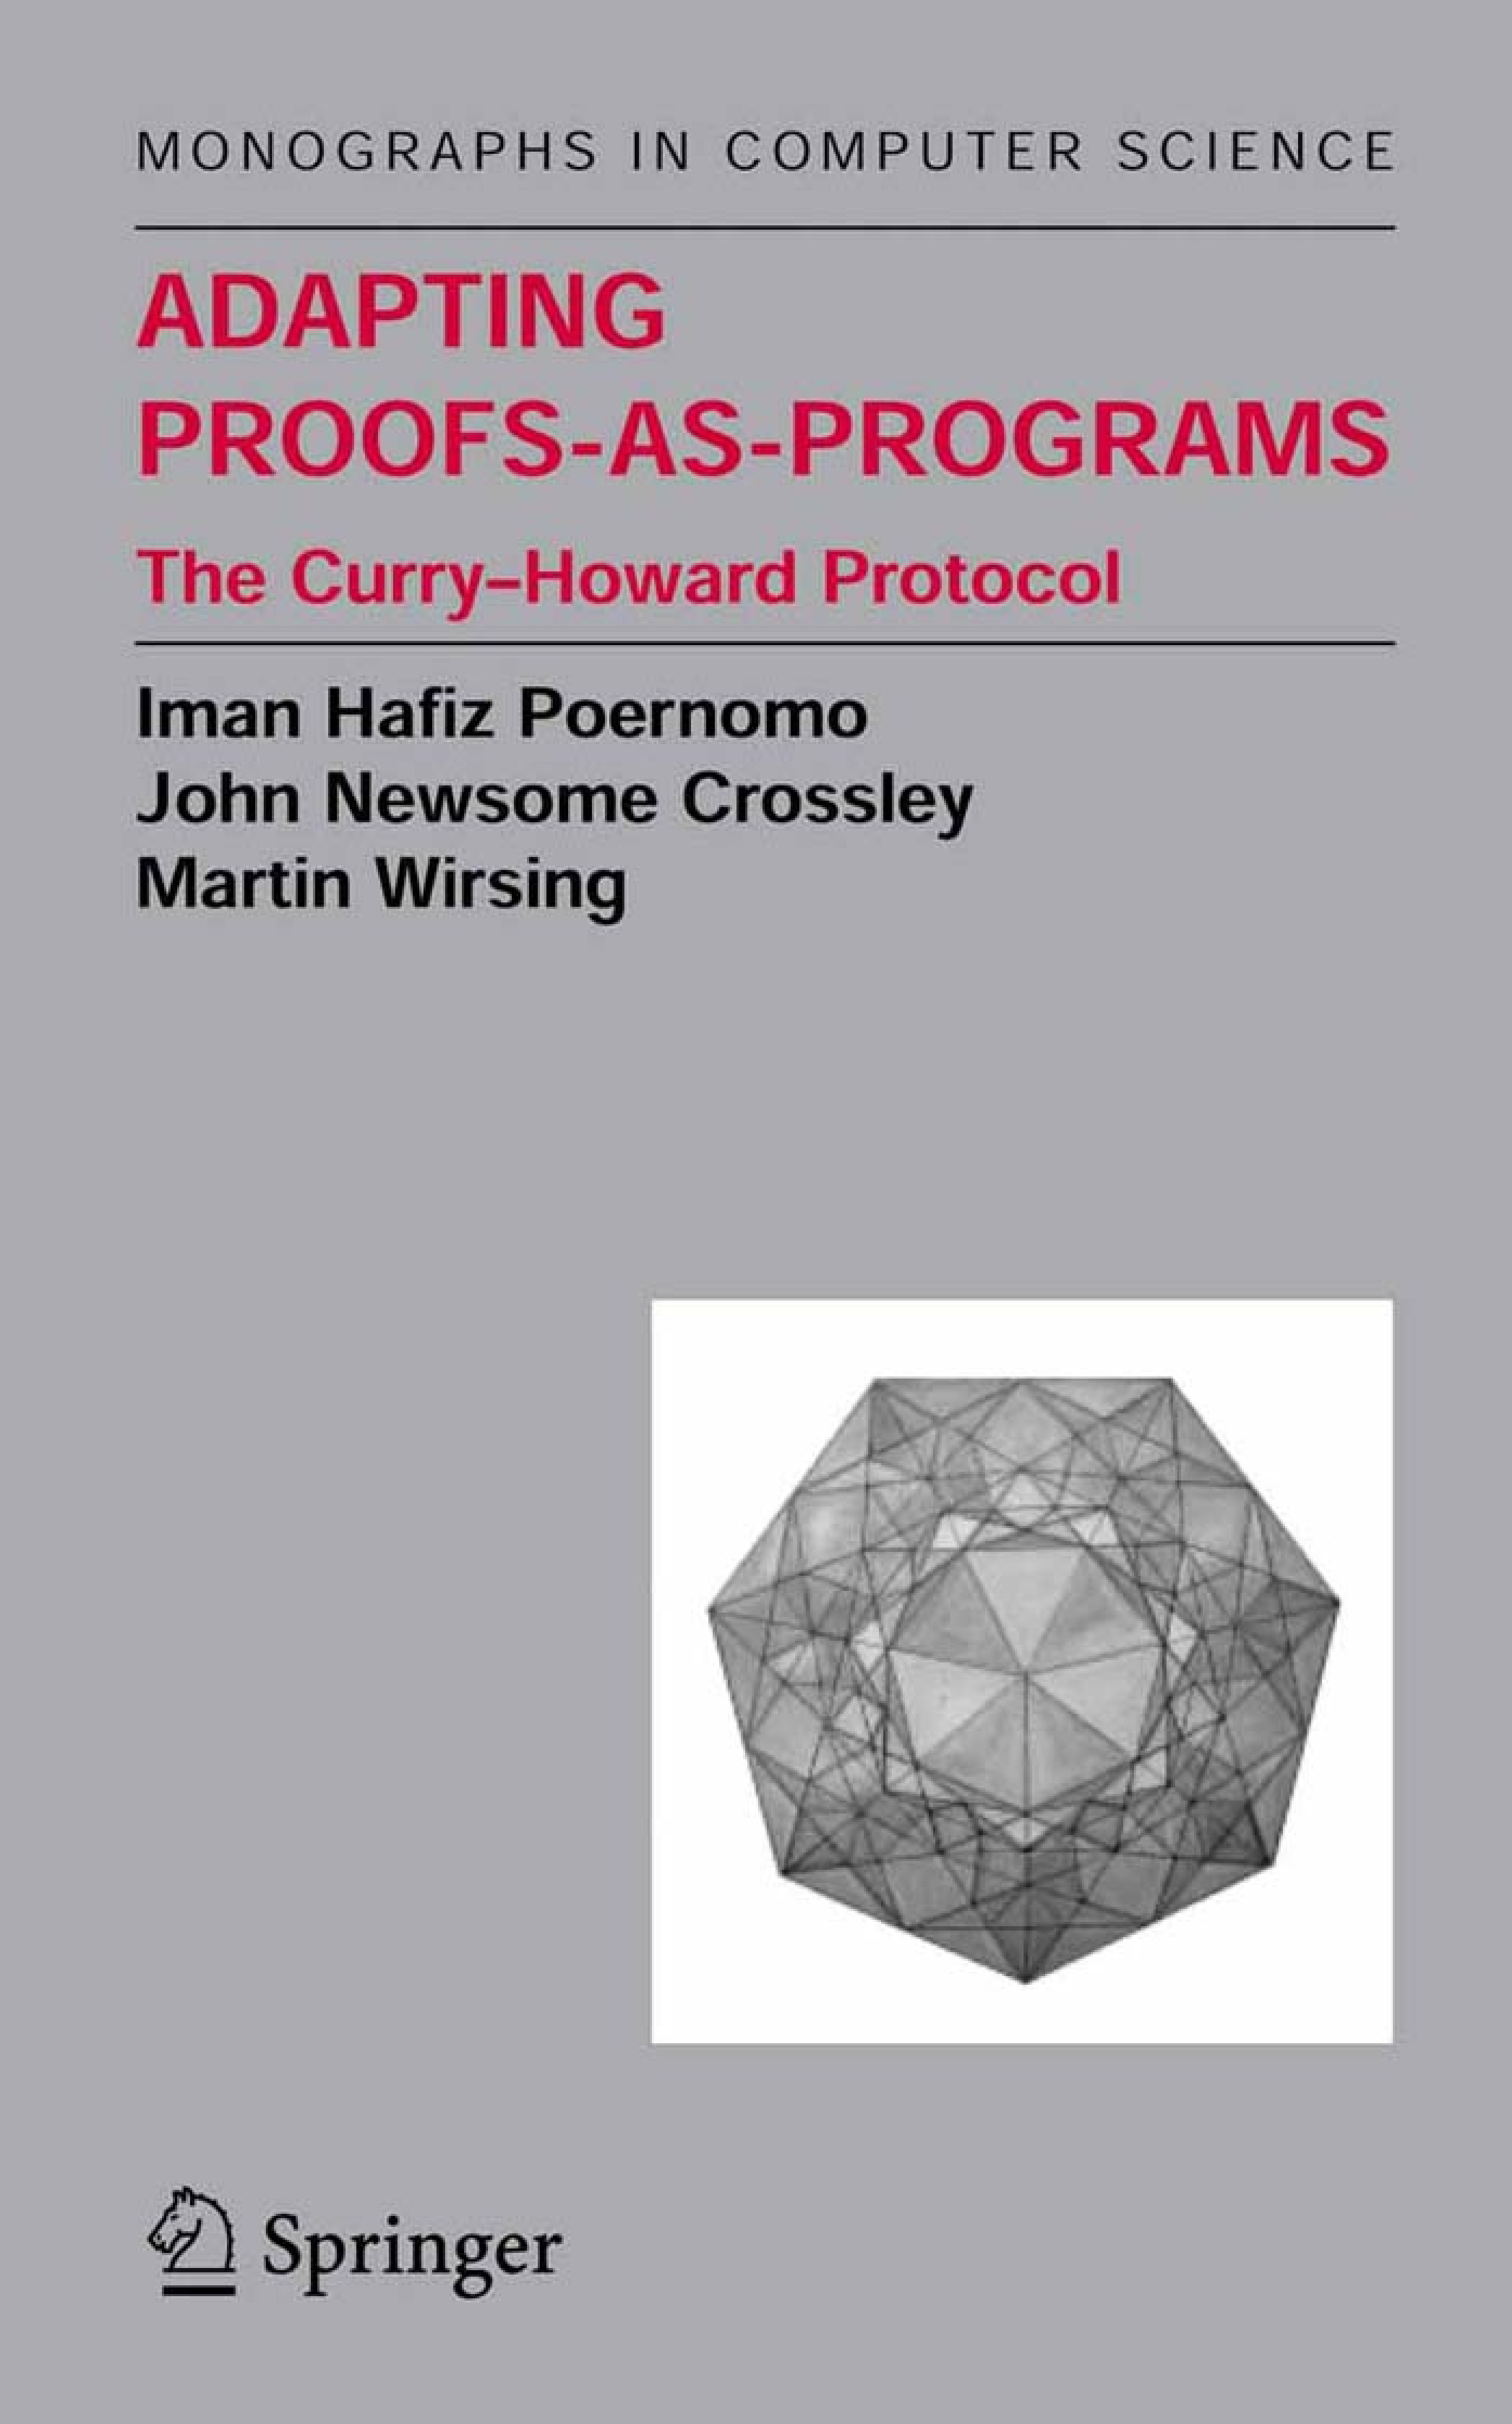 MONOGRAPHS IN COMPUTER SCIENCE
ADAPTING
PROOFS-AS-PROGRAMS
The Curry–Howard Protocol
Iman Hafiz Poernomo
John Newsome Crossley
Martin Wirsing
Springer